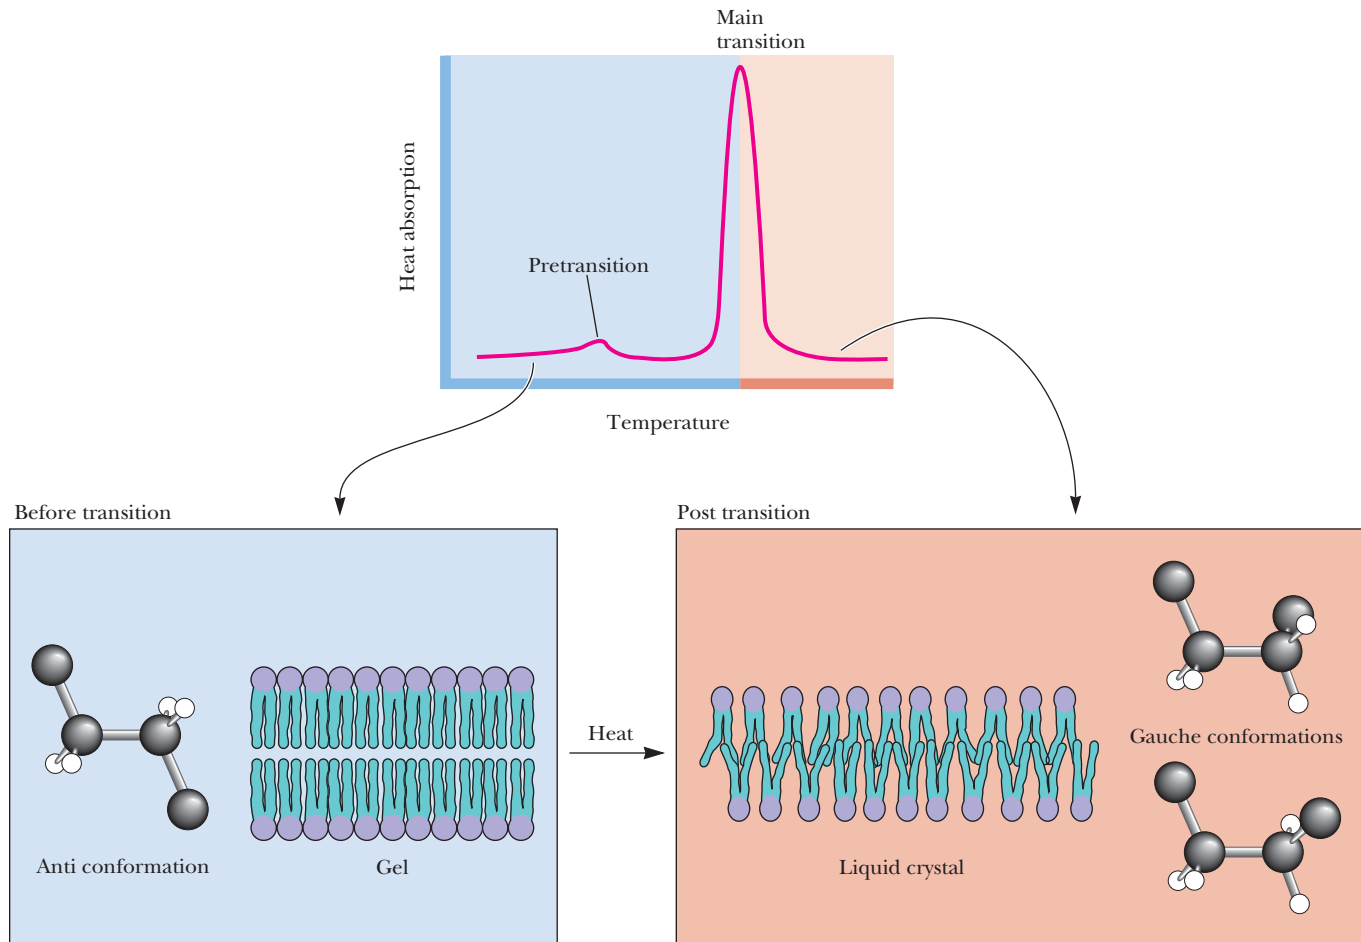 Main
transition
Heat absorption
Pretransition
Temperature
Before transition
Post transition
Heat
Gauche conformations
Anti conformation
Gel
Liquid crystal